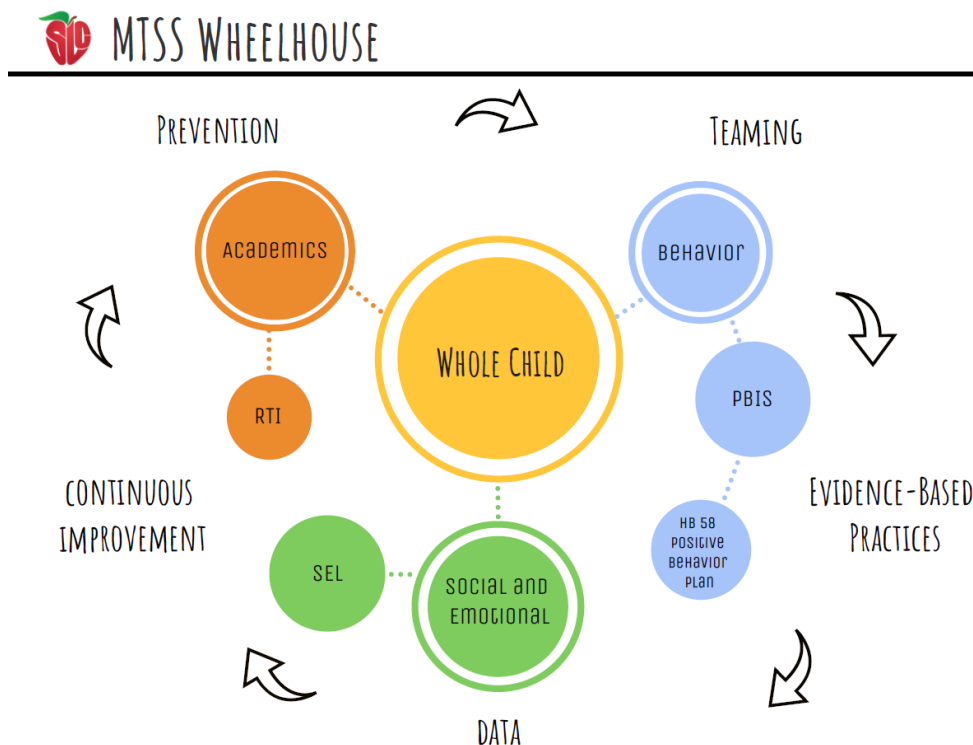 SLC
MTSS Wheelhouse
Prevention
Teaming
Academics
Behavior
Whole Child
PBIS
RTI
Continuous
Improvement
Evidence-Based
Practices
HB 58
Positive
Behavior
Plan
SEL
Social and
Emotional
Data